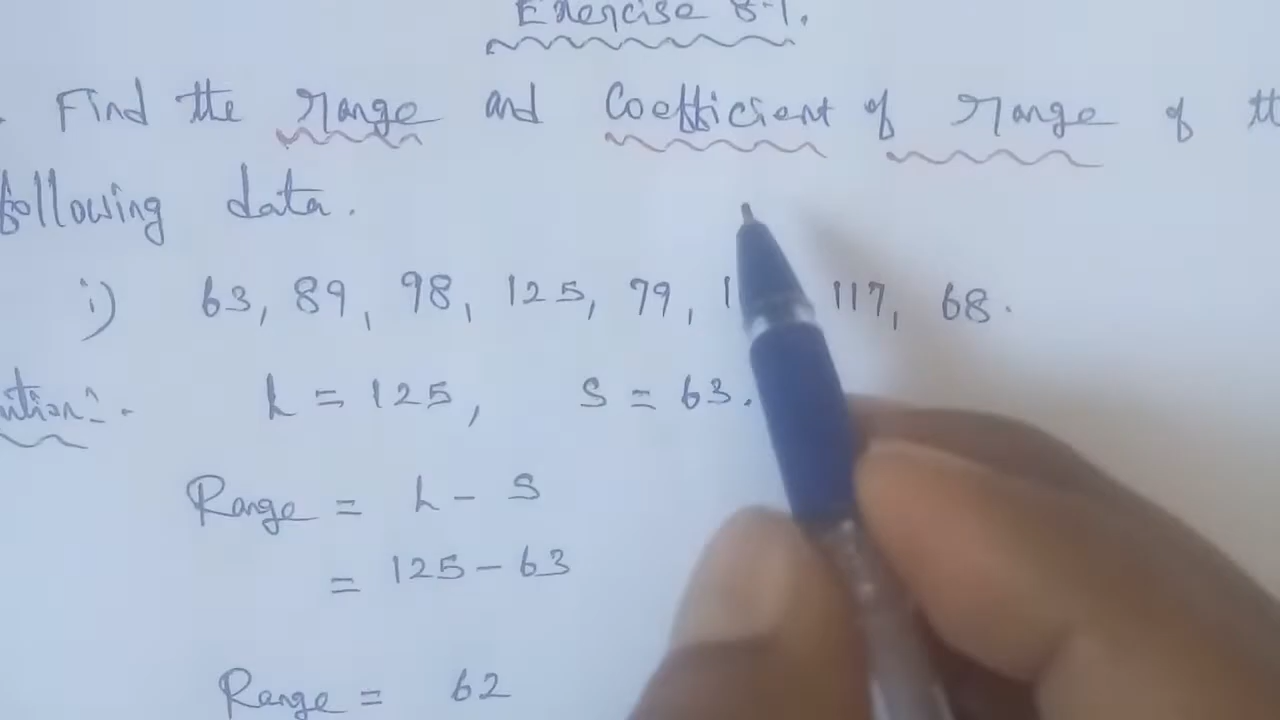 Exercise 8.1.
Find the range and Coefficient of range of
following data.
i) 63, 89, 98, 125, 79, 117, 68.
L = 125, S = 63.
Range = L - S
= 125 - 63
Range = 62